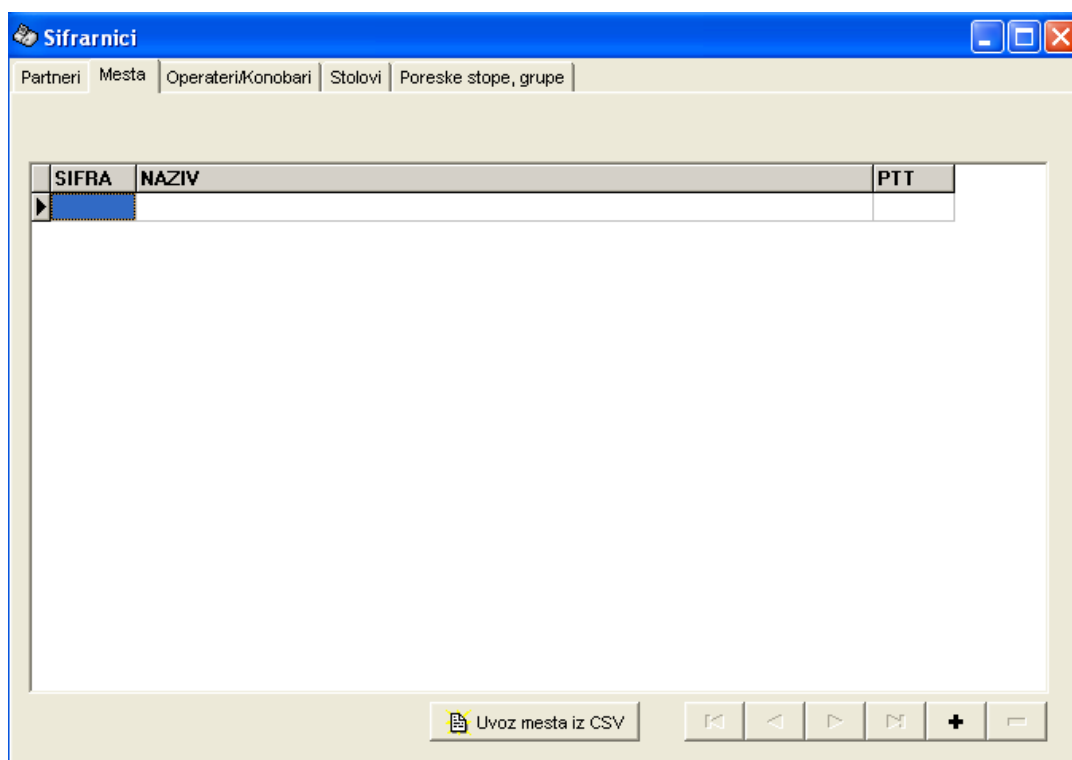 Sifrarnici
Partneri Mesta Operateri/Konobari Stolovi Poreske stope, grupe
SIFRA NAZIV PTT
Uvoz mesta iz CSV